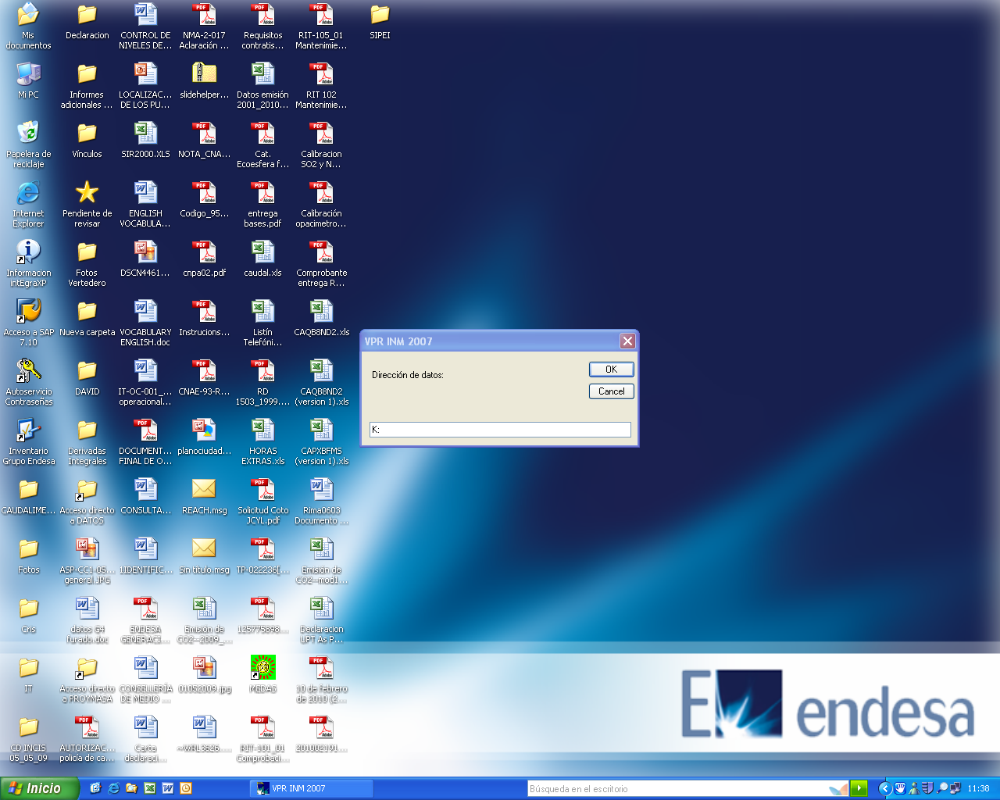 Mis
documentos
Declaracion
CONTROL DE
NIVELES DE...
NMA-2-017
Aclaración ...
Requisitos
contratis...
RIT-105_01
Mantenimie...
SIPEI
Mi PC
Informes
adicionales ...
LOCALIZAC...
DE LOS PU...
slidehelper...
Datos emisión
2001_2010...
RIT 102
Mantenimie...
Papelera de
reciclaje
Vínculos
SIR2000.XLS
NOTA_CNA...
Cat.
Ecoesfera f...
Calibracion
SO2 y N...
Internet
Explorer
Pendiente de
revisar
ENGLISH
VOCABULA...
Codigo_95...
entrega
bases.pdf
Calibración
opacimetro...
Informacion
intEgraXP
Fotos
Vertedero
DSCN4461...
cnpa02.pdf
caudal.xls
Comprobante
entrega R...
Acceso a SAP
7.10
Nueva carpeta
VOCABULARY
ENGLISH.doc
Instrucions...
Listín
Telefóni...
CAQB8ND2.xls
Autoservicio
Contraseñas
DAVID
IT-OC-001_...
operacional...
CNAE-93-R...
RD
1503_1999....
CAQB8ND2
(version 1).xls
Inventario
Grupo Endesa
Derivadas
Integrales
DOCUMENT...
FINAL DE O...
planociudad...
HORAS
EXTRAS.xls
CAPXBFMS
(version 1).xls
CAUDALIME...
Acceso directo
a DATOS
CONSULTA...
REACH.msg
Solicitud Coto
JCYL.pdf
Rima0603
Documento ...
Fotos
ASP-CC1-05...
general.JPG
1IDENTIFIC...
Sin título.msg
TP-022236[...
Emisión de
CO2--mod1...
Cris
datos G4
furado.doc
ENDESA
GENERACI...
Emisión de
CO2--2009_...
125775898...
Declaracion
UPT As P...
IT
Acceso directo
a PROYMASA
CONSELLERÍA
DE MEDIO ...
01052009.jpg
MEDAS
10 de febrero
de 2010 (2...
CD INCIS
05_05_09
AUTORIZAC...
policía de ca...
Carta
declaraci...
~WRL3626....
RIT-101_01
Comprobaci...
201002191...
VPR INM 2007
Dirección de datos:
OK
Cancel
K:
E endesa
Inicio
VPR INM 2007
Búsqueda en el escritorio
11:38